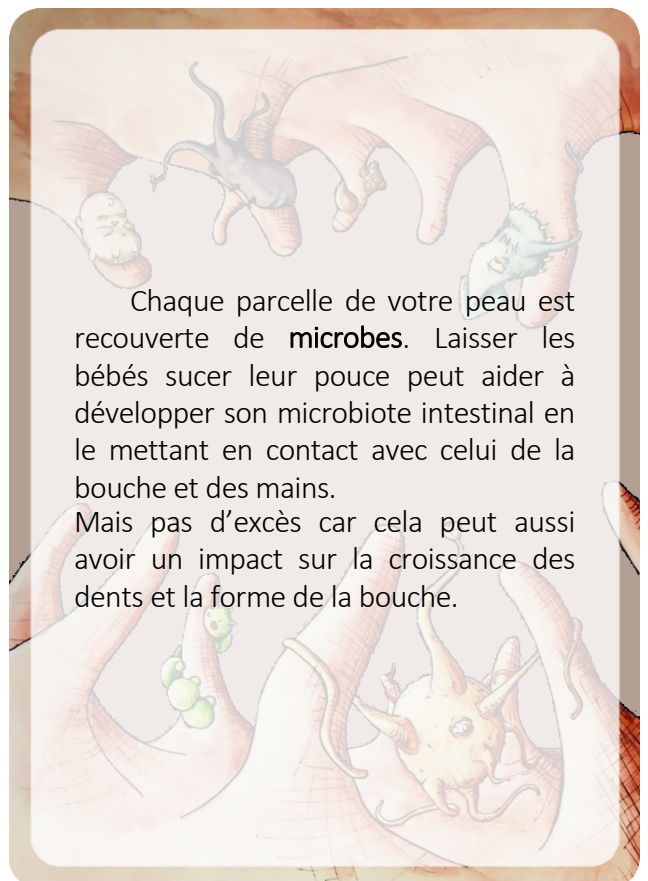 Chaque parcelle de votre peau est
recouverte de microbes. Laisser les
bébés sucer leur pouce peut aider à
développer son microbiote intestinal en
le mettant en contact avec celui de la
bouche et des mains.
Mais pas d’excès car cela peut aussi
avoir un impact sur la croissance des
dents et la forme de la bouche.